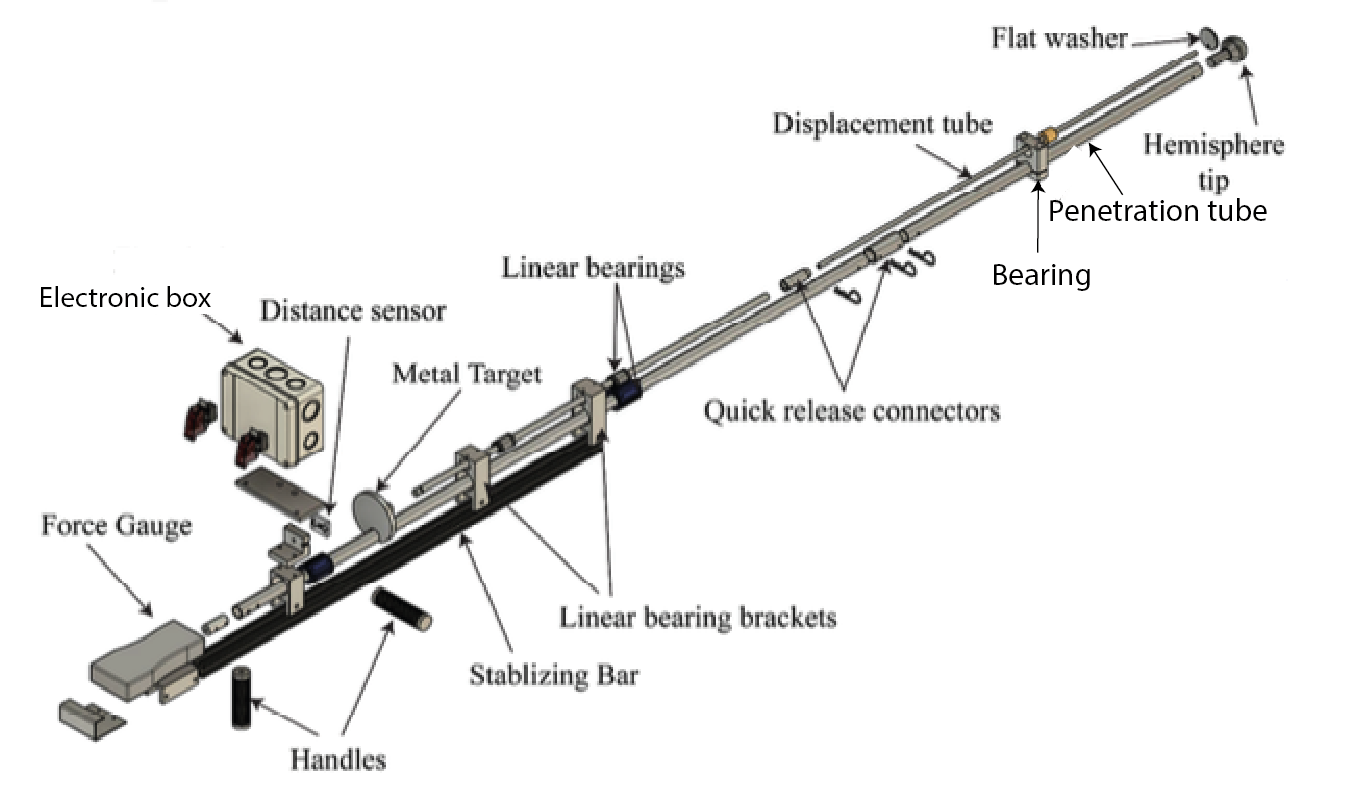 Flat washer
Displacement tube
Hemisphere
tip
Penetration tube
Bearing
Linear bearings
Electronic box
Distance sensor
Metal Target
Quick release connectors
Force Gauge
Linear bearing brackets
Stablizing Bar
Handles